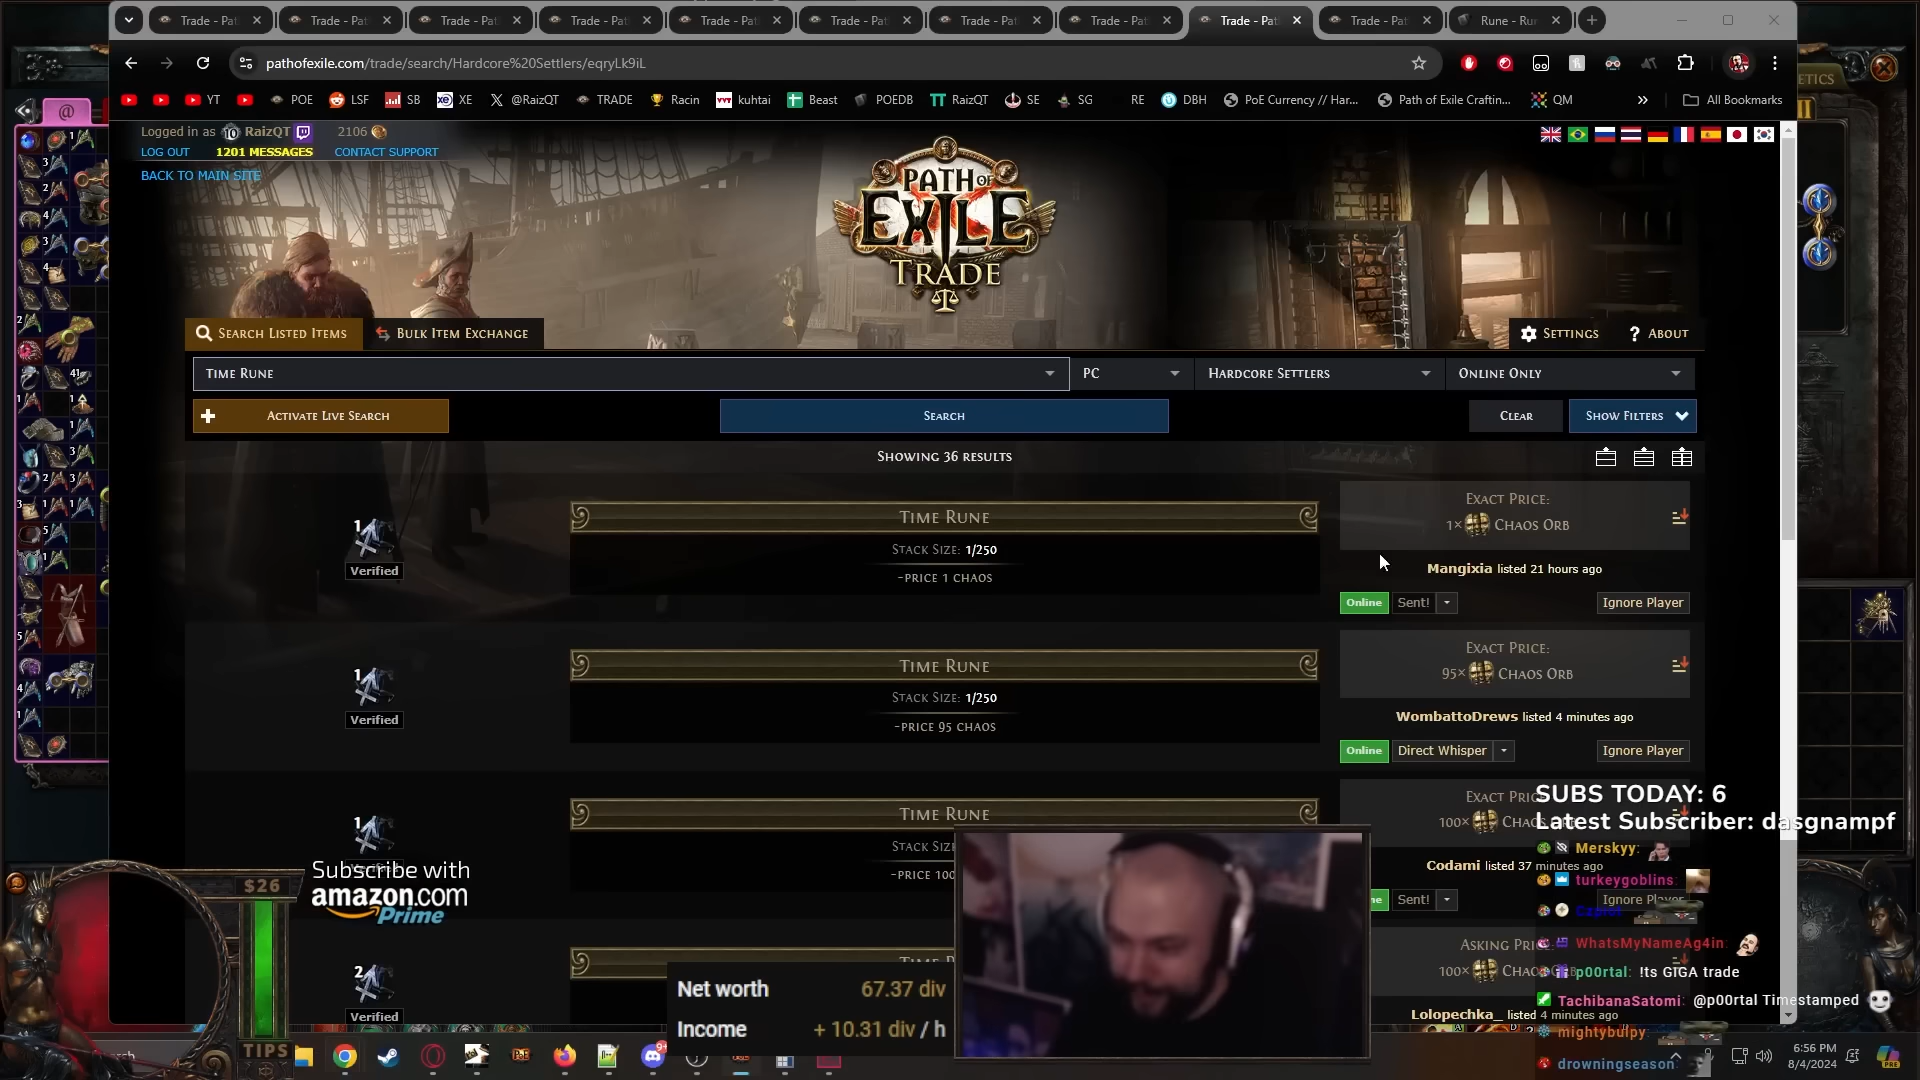 Trade - Pat
Trade - Pat
Trade - Pat
Trade - Pat
Trade - Pat
Trade - Pat
Trade - Pat
Trade - Pat
Trade - Pat
Trade - Pat
Rune - Ru
pathofexile.com/trade/search/Hardcore%20Settlers/eqryLk9iL
YT
POE
LSF
SB
XE
@RaizQT
TRADE
Racin
kuhtai
Beast
POEDB
RaizQT
SE
SG
RE
DBH
PoE Currency // Har...
Path of Exile Craftin...
QM
All Bookmarks
Logged in as RaizQT 2106
LOG OUT 1201 MESSAGES CONTACT SUPPORT
BACK TO MAIN SITE
PATH OF
EXILE
TRADE
Search Listed Items
Bulk Item Exchange
Settings
? About
Time Rune
PC
Hardcore Settlers
Online Only
Activate Live Search
Search
Clear
Show Filters
Showing 36 results
1
Verified
Time Rune
Stack Size: 1/250
~price 1 chaos
Exact Price:
1× Chaos Orb
Mangixia listed 21 hours ago
Online Sent! Ignore Player
1
Verified
Time Rune
Stack Size: 1/250
~price 95 chaos
Exact Price:
95× Chaos Orb
WombattoDrews listed 4 minutes ago
Online Direct Whisper Ignore Player
1
Time Rune
Stack Size
~price 100
Exact Pric
100×
Codami listed 37 minutes ago
ne Sent! Ignore Player
2
Verified
Asking Price
100× Chaos
Lolopechka_ listed 4 minutes ago
SUBS TODAY: 6
Latest Subscriber: dasgnampf
Merskyy:
turkeygoblins:
WhatsMyNameAg4in:
p00rtal: !ts GIGA trade
TachibanaSatomi: @p00rtal Timestamped
mightybulpy:
drowningseason:
Subscribe with
amazon.com
Prime
$26
TIPS
Net worth 67.37 div
Income + 10.31 div / h
6:56 PM
8/4/2024